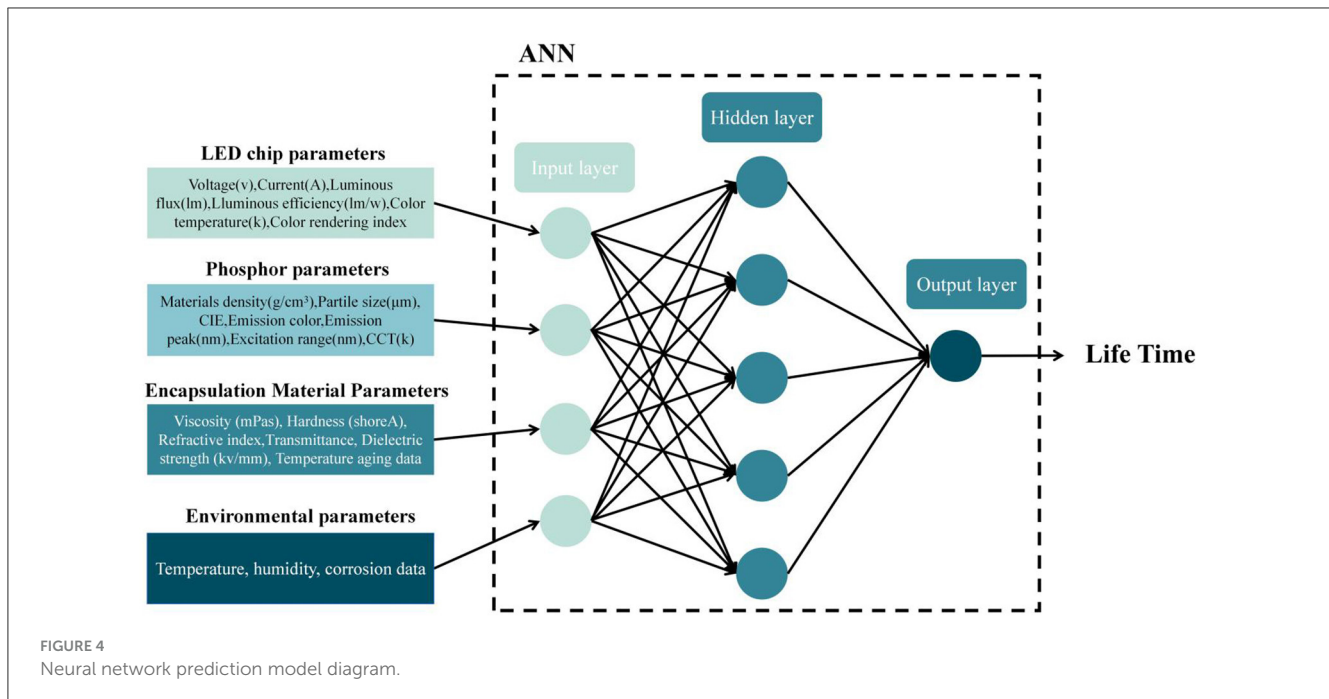 ANN
Hidden layer
LED chip parameters
Input layer
Voltage(v),Current(A),Luminous
flux(lm),Lluminous efficiency(lm/w),Color
temperature(k),Color rendering index
Phosphor parameters
Materials density(g/cm³),Partile size(μm),
CIE,Emission color,Emission
peak(nm),Excitation range(nm),CCT(k)
Output layer
Life Time
Encapsulation Material Parameters
Viscosity (mPas), Hardness (shoreA),
Refractive index,Transmittance, Dielectric
strength (kv/mm), Temperature aging data
Environmental parameters
Temperature, humidity, corrosion data
FIGURE 4
Neural network prediction model diagram.